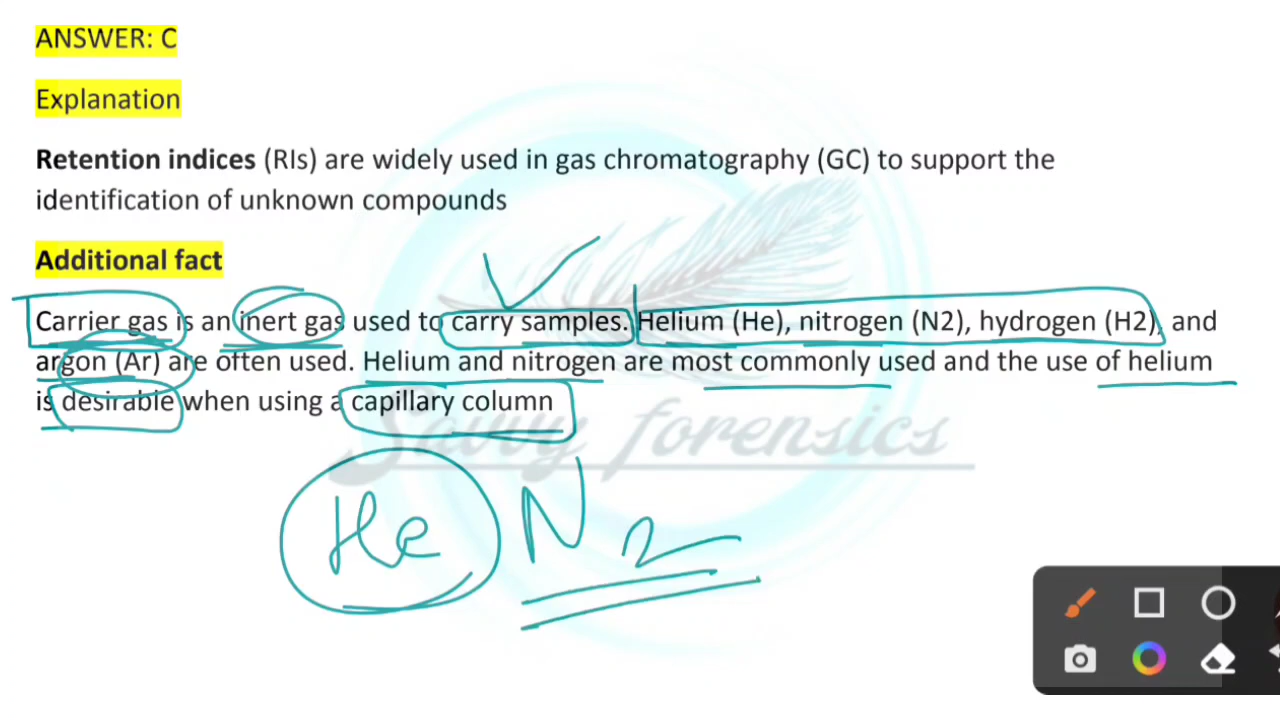 ANSWER: C
Explanation
Retention indices (RIs) are widely used in gas chromatography (GC) to support the
identification of unknown compounds
Additional fact
Carrier gas is an inert gas used to carry samples. Helium (He), nitrogen (N2), hydrogen (H2), and
argon (Ar) are often used. Helium and nitrogen are most commonly used and the use of helium
is desirable when using a capillary column
Savvy forensics
He N2